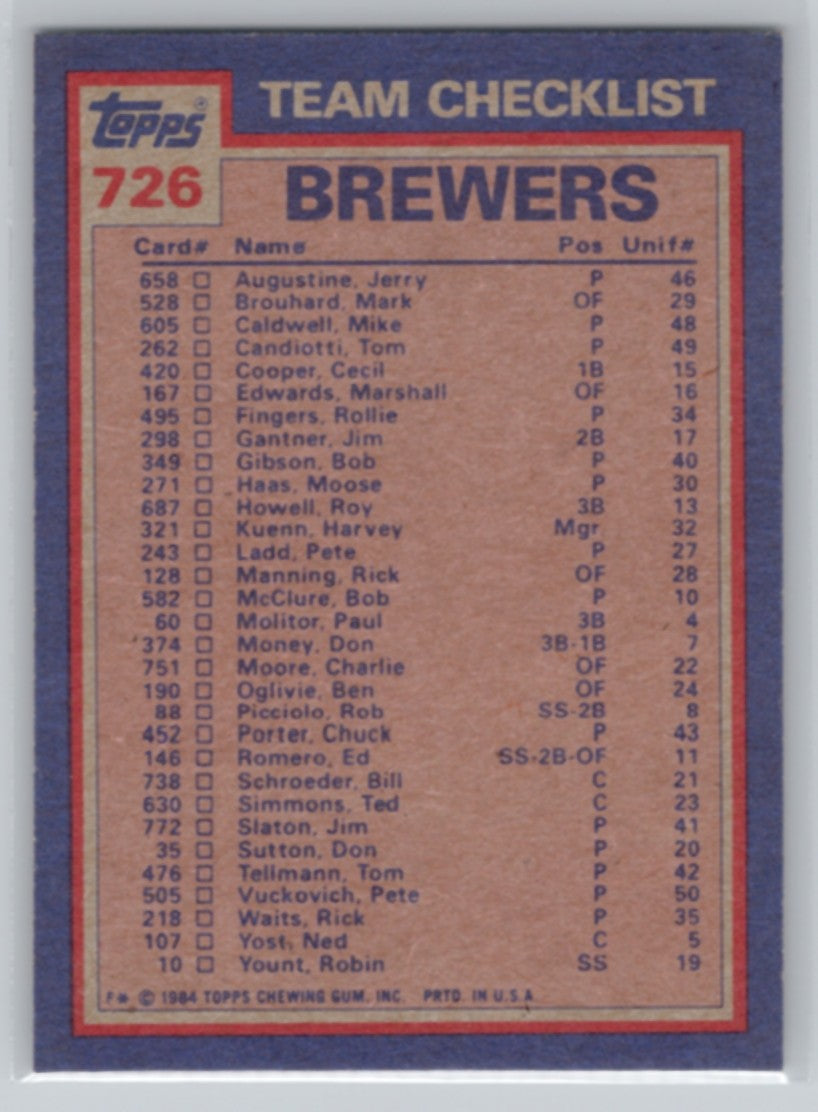 Topps® TEAM CHECKLIST
726 BREWERS
Card# Name Pos Unif#
658 □ Augustine, Jerry P 46
528 □ Brouhard, Mark OF 29
605 □ Caldwell, Mike P 48
262 □ Candiotti, Tom P 49
420 □ Cooper, Cecil 1B 15
167 □ Edwards, Marshall OF 16
495 □ Fingers, Rollie P 34
298 □ Gantner, Jim 2B 17
349 □ Gibson, Bob P 40
271 □ Haas, Moose P 30
687 □ Howell, Roy 3B 13
321 □ Kuenn, Harvey Mgr. 32
243 □ Ladd, Pete P 27
128 □ Manning, Rick OF 28
582 □ McClure, Bob P 10
60 □ Molitor, Paul 3B 4
374 □ Money, Don 3B-1B 7
751 □ Moore, Charlie OF 22
190 □ Oglivie, Ben OF 24
88 □ Picciolo, Rob SS-2B 8
452 □ Porter, Chuck P 43
146 □ Romero, Ed SS-2B-OF 11
738 □ Schroeder, Bill C 21
630 □ Simmons, Ted C 23
772 □ Slaton, Jim P 41
35 □ Sutton, Don P 20
476 □ Tellmann, Tom P 42
505 □ Vuckovich, Pete P 50
218 □ Waits, Rick P 35
107 □ Yost, Ned C 5
10 □ Yount, Robin SS 19
F* © 1984 TOPPS CHEWING GUM, INC. PRTD. IN U.S.A.